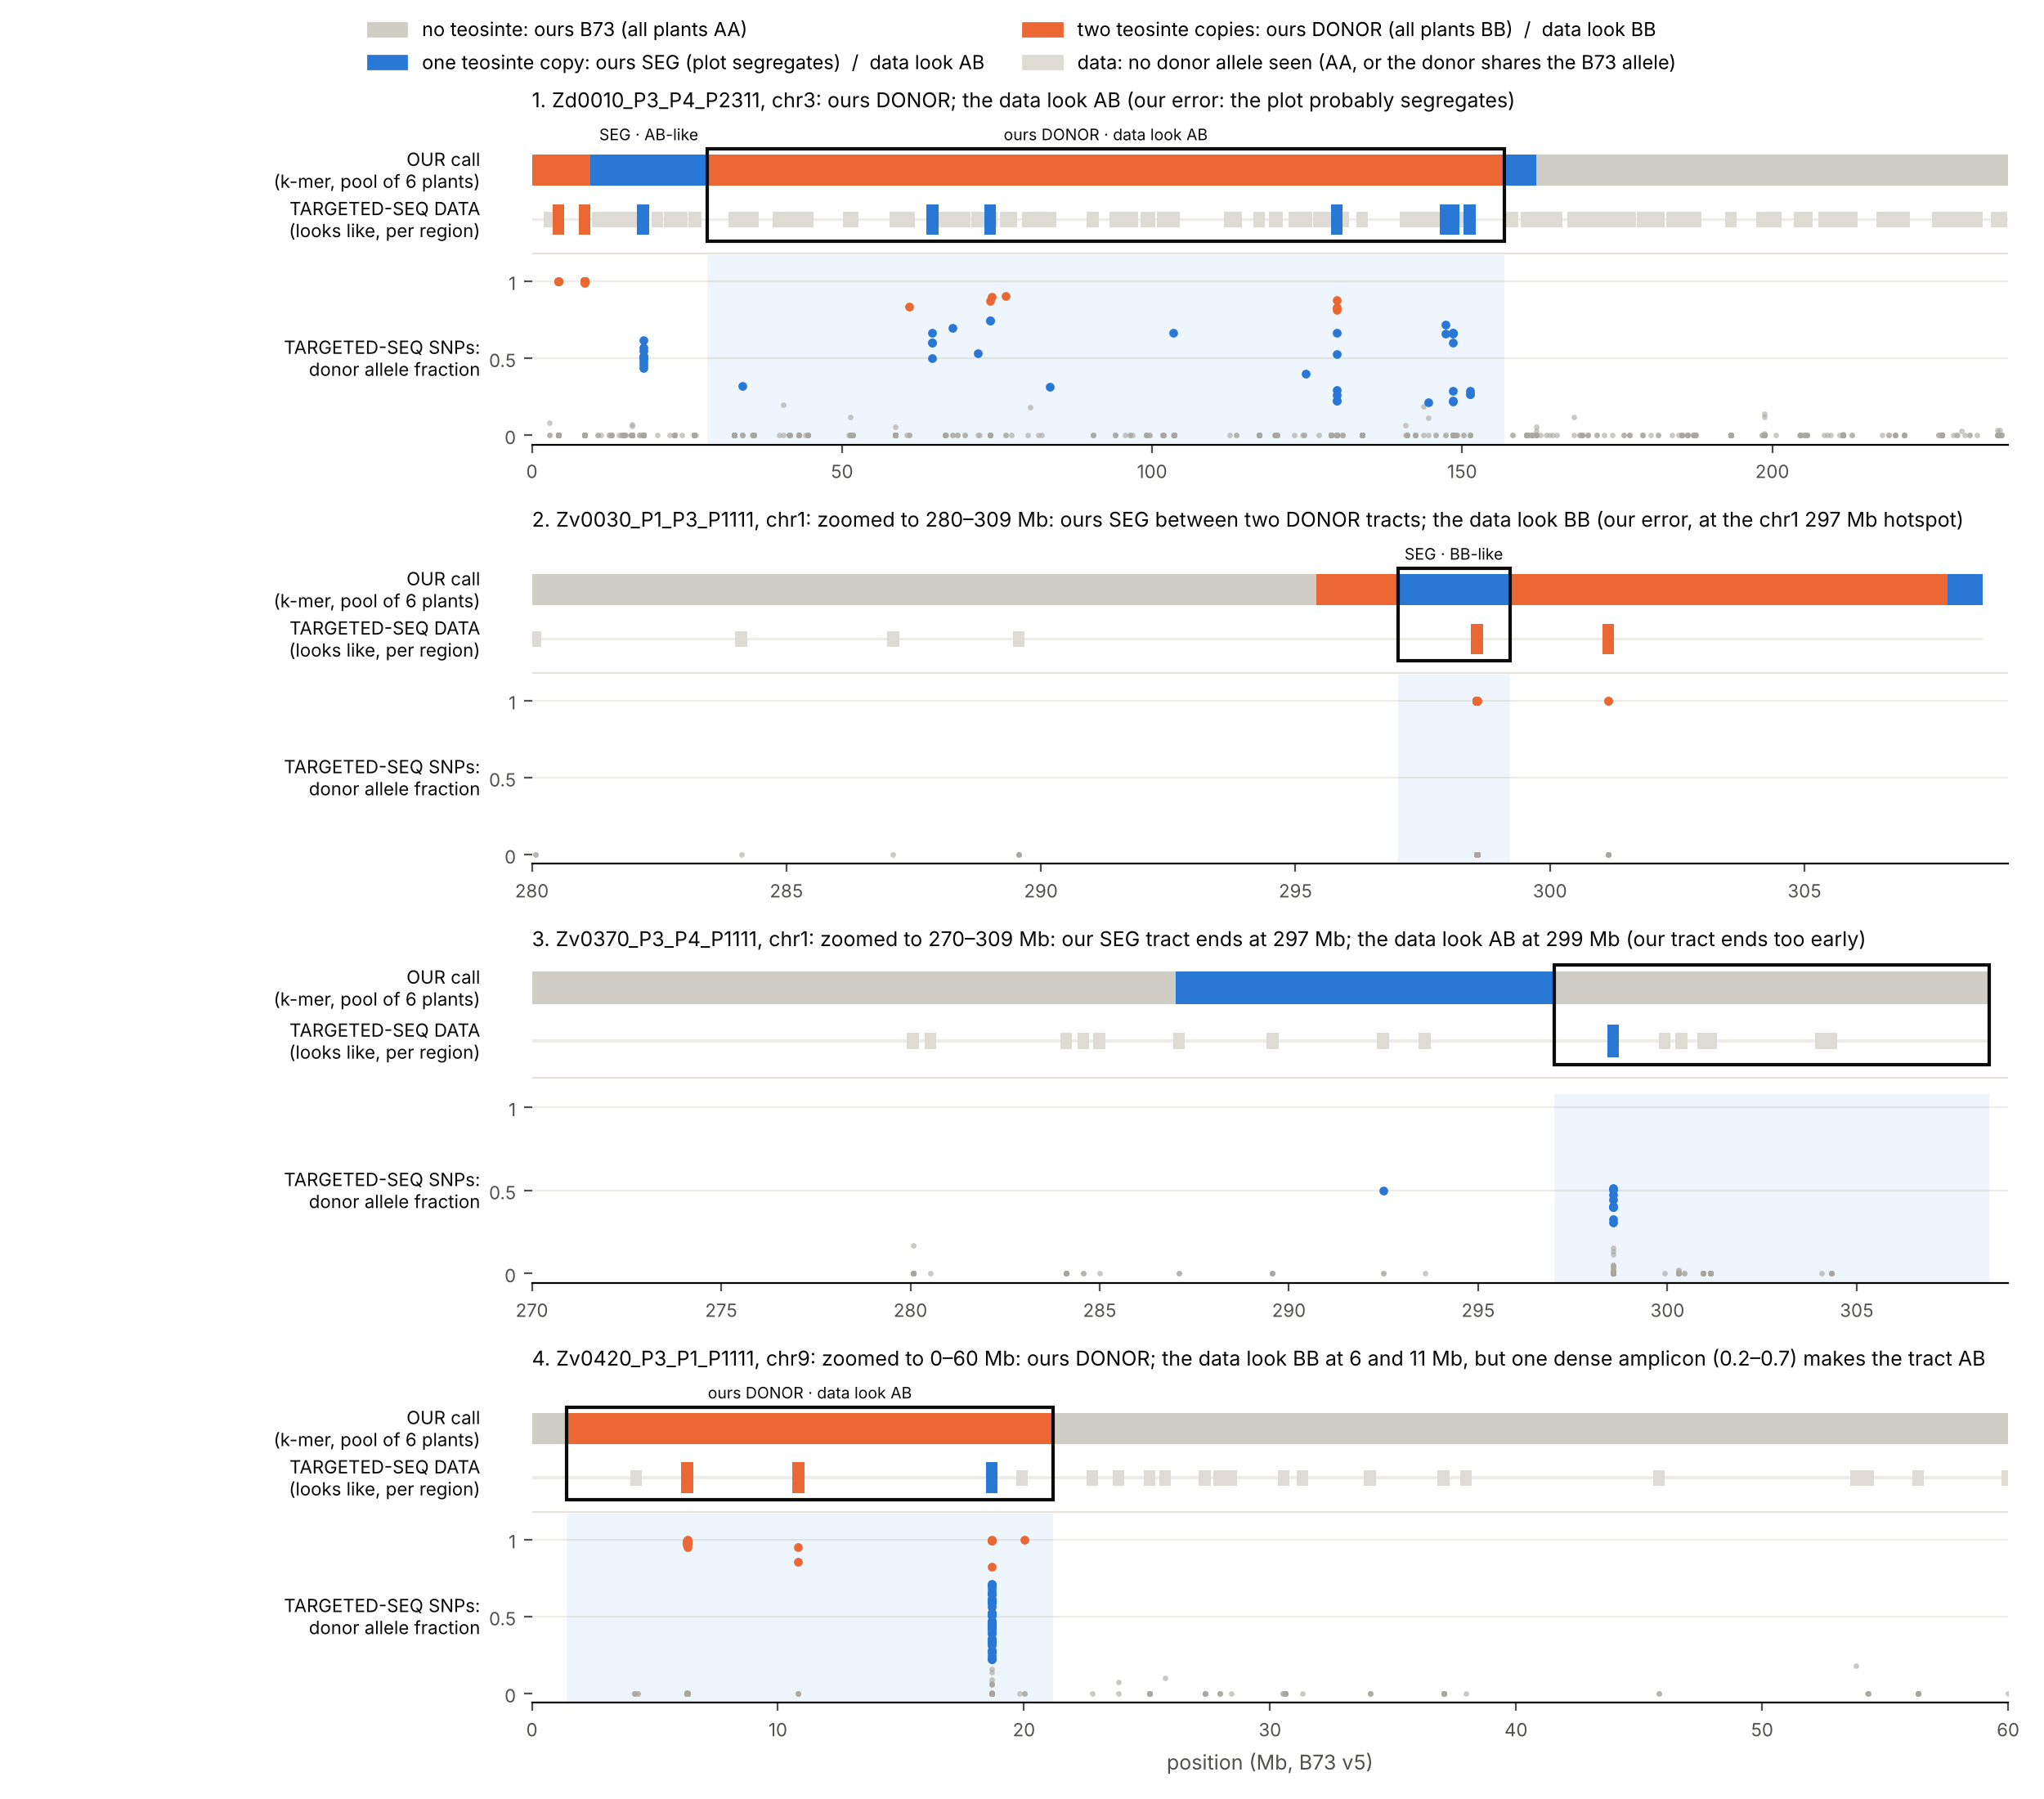 no teosinte: ours B73 (all plants AA)
two teosinte copies: ours DONOR (all plants BB)  /  data look BB
one teosinte copy: ours SEG (plot segregates)  /  data look AB
data: no donor allele seen (AA, or the donor shares the B73 allele)
1. Zd0010_P3_P4_P2311, chr3: ours DONOR; the data look AB (our error: the plot probably segregates)
SEG · AB-like
ours DONOR · data look AB
OUR call
(k-mer, pool of 6 plants)
TARGETED-SEQ DATA
(looks like, per region)
1
TARGETED-SEQ SNPs:
donor allele fraction
0.5
0
0 50 100 150 200
2. Zv0030_P1_P3_P1111, chr1: zoomed to 280–309 Mb: ours SEG between two DONOR tracts; the data look BB (our error, at the chr1 297 Mb hotspot)
SEG · BB-like
OUR call
(k-mer, pool of 6 plants)
TARGETED-SEQ DATA
(looks like, per region)
1
TARGETED-SEQ SNPs:
donor allele fraction
0.5
0
280 285 290 295 300 305
3. Zv0370_P3_P4_P1111, chr1: zoomed to 270–309 Mb: our SEG tract ends at 297 Mb; the data look AB at 299 Mb (our tract ends too early)
OUR call
(k-mer, pool of 6 plants)
TARGETED-SEQ DATA
(looks like, per region)
1
TARGETED-SEQ SNPs:
donor allele fraction
0.5
0
270 275 280 285 290 295 300 305
4. Zv0420_P3_P1_P1111, chr9: zoomed to 0–60 Mb: ours DONOR; the data look BB at 6 and 11 Mb, but one dense amplicon (0.2–0.7) makes the tract AB
ours DONOR · data look AB
OUR call
(k-mer, pool of 6 plants)
TARGETED-SEQ DATA
(looks like, per region)
1
TARGETED-SEQ SNPs:
donor allele fraction
0.5
0
0 10 20 30 40 50 60
position (Mb, B73 v5)